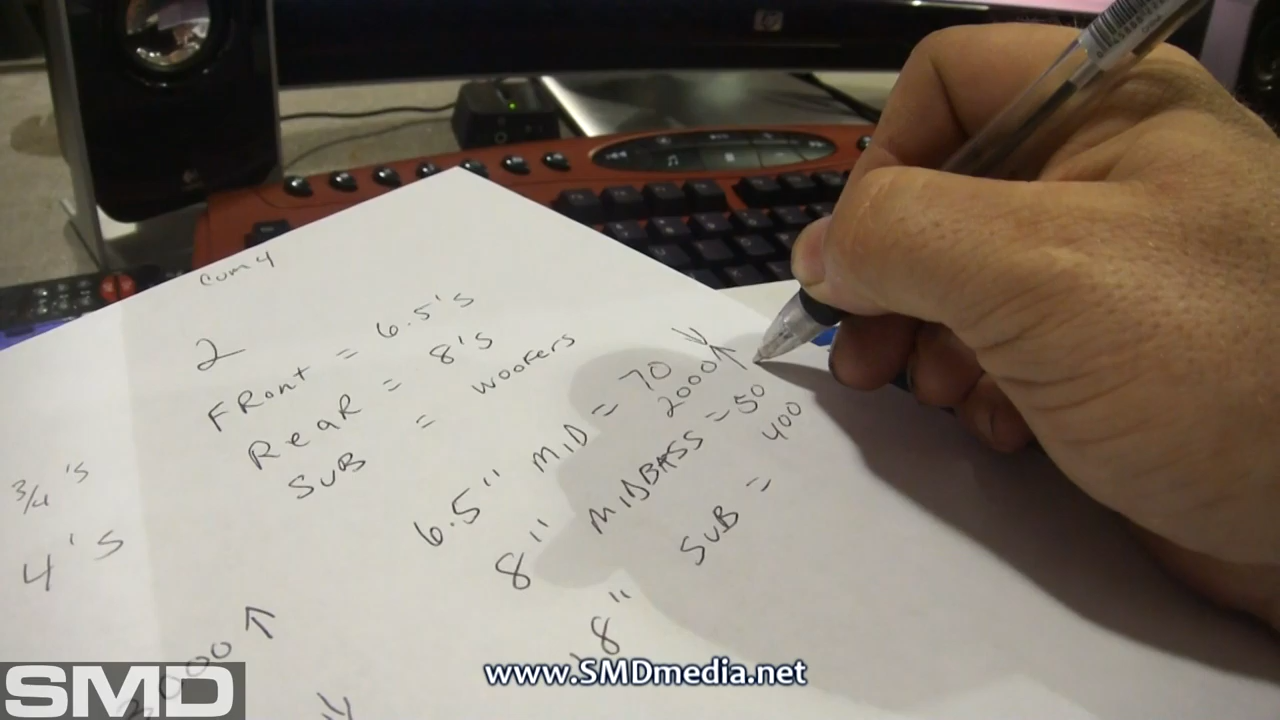 2
FRONT = 6.5's
REAR = 8's
SUB = woofers
6.5" MID = 70 ↓
2000 ↑
8" MIDBASS = 50
400
8" SUB =
3/4's
4's
↑
SMD
www.SMDmedia.net
hp